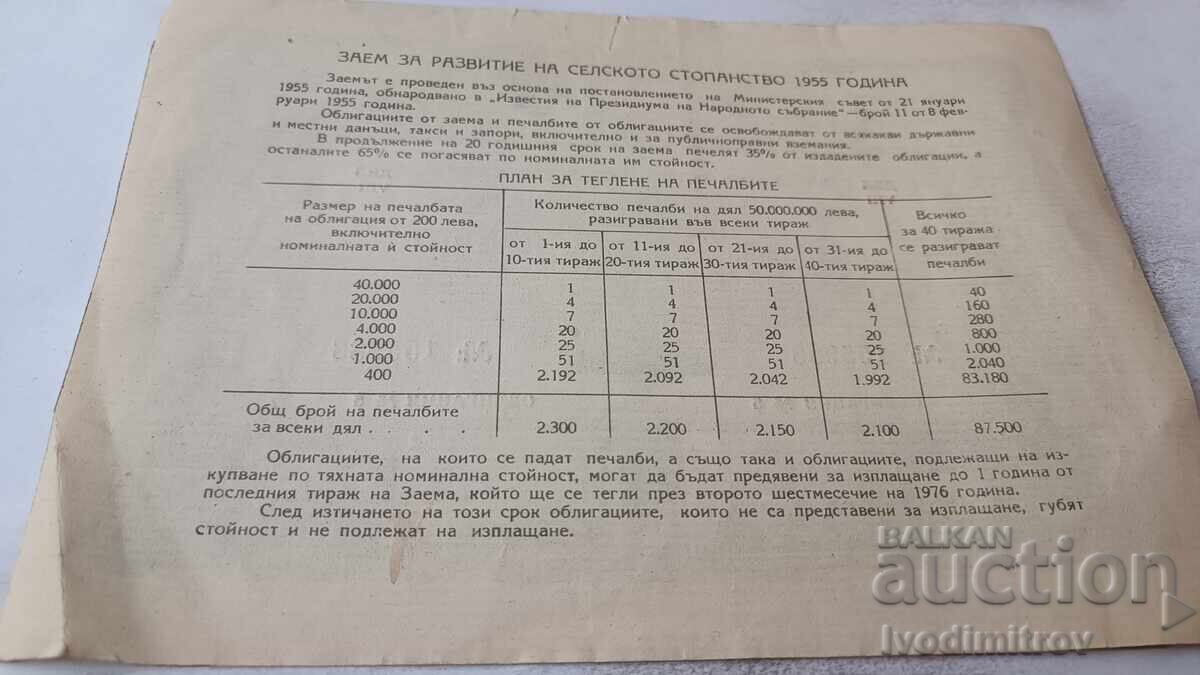 ЗАЕМ ЗА РАЗВИТИЕ НА СЕЛСКОТО СТОПАНСТВО 1955 ГОДИНА
Заемът е проведен въз основа на постановлението на Министерския съвет от 21 януари
1955 година, обнародвано в „Известия на Президиума на Народното събрание“—брой 11 от 8 фев-
руари 1955 година.
Облигациите от заема и печалбите от облигациите се освобождават от всякакви държавни
и местни данъци, такси и запори, включително и за публичноправни вземания.
В продължение на 20 годишния срок на заема печелят 35% от издадените облигации, а
останалите 65% се погасяват по номиналната им стойност.
ПЛАН ЗА ТЕГЛЕНЕ НА ПЕЧАЛБИТЕ
Размер на печалбата
на облигация от 200 лева,
включително
номиналната ѝ стойност
Количество печалби на дял 50.000.000 лева,
разигравани във всеки тираж
Всичко
за 40 тиража
се разиграват
печалби
от 1-ия до
10-тия тираж
от 11-ия до
20-тия тираж
от 21-ия до
30-тия тираж
от 31-ия до
40-тия тираж
40.000 1 1 1 1 40
20.000 4 4 4 4 160
10.000 7 7 7 7 280
4.000 20 20 20 20 800
2.000 25 25 25 25 1.000
1.000 51 51 51 51 2.040
400 2.192 2.092 2.042 1.992 83.180
Общ брой на печалбите
за всеки дял . . . . 2.300 2.200 2.150 2.100 87.500
Облигациите, на които се падат печалби, а също така и облигациите, подлежащи на из-
купване по тяхната номинална стойност, могат да бъдат предявени за изплащане до 1 година от
последния тираж на Заема, който ще се тегли през второто шестмесечие на 1976 година.
След изтичането на този срок облигациите, които не са представени за изплащане, губят
стойност и не подлежат на изплащане.
BALKAN
auction
Ivodimitrov